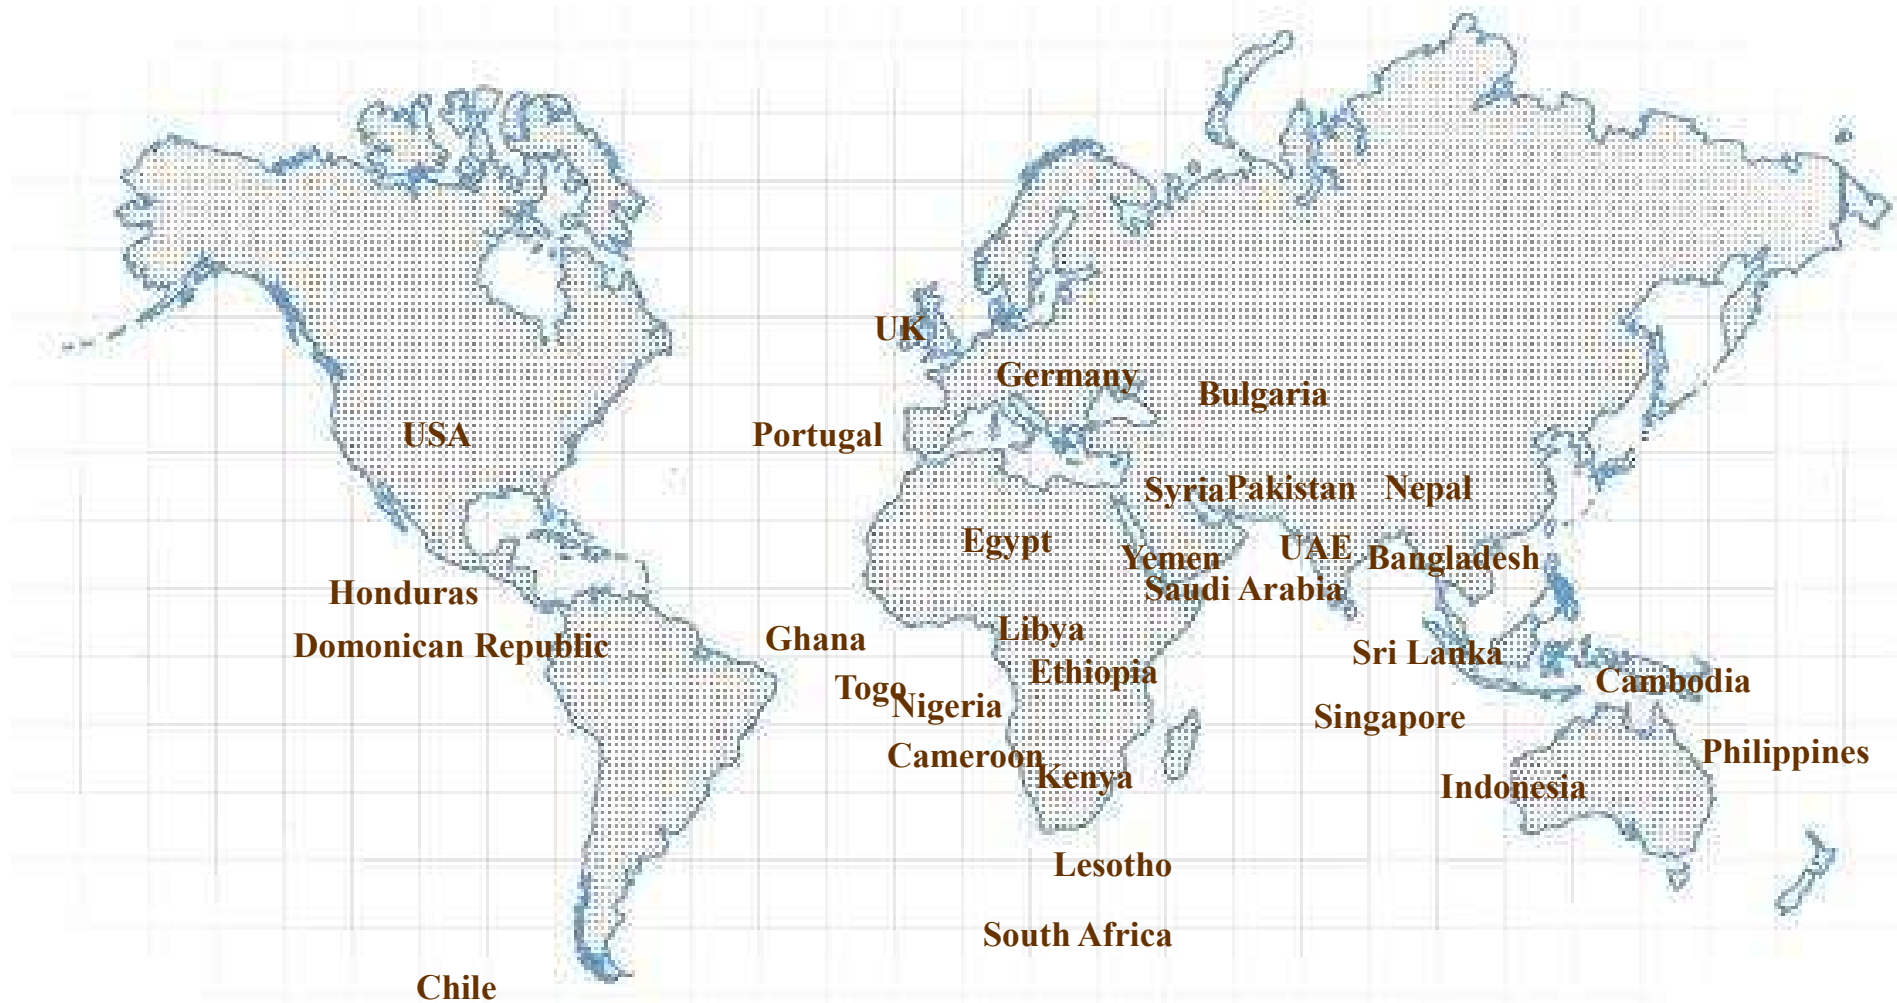 UK
Germany
Bulgaria
USA
Portugal
Syria
Pakistan
Nepal
Egypt
Yemen
UAE
Bangladesh
Saudi Arabia
Honduras
Libya
Ghana
Domonican Republic
Sri Lanka
Ethiopia
Cambodia
Togo
Nigeria
Singapore
Cameroon
Philippines
Kenya
Indonesia
Lesotho
South Africa
Chile